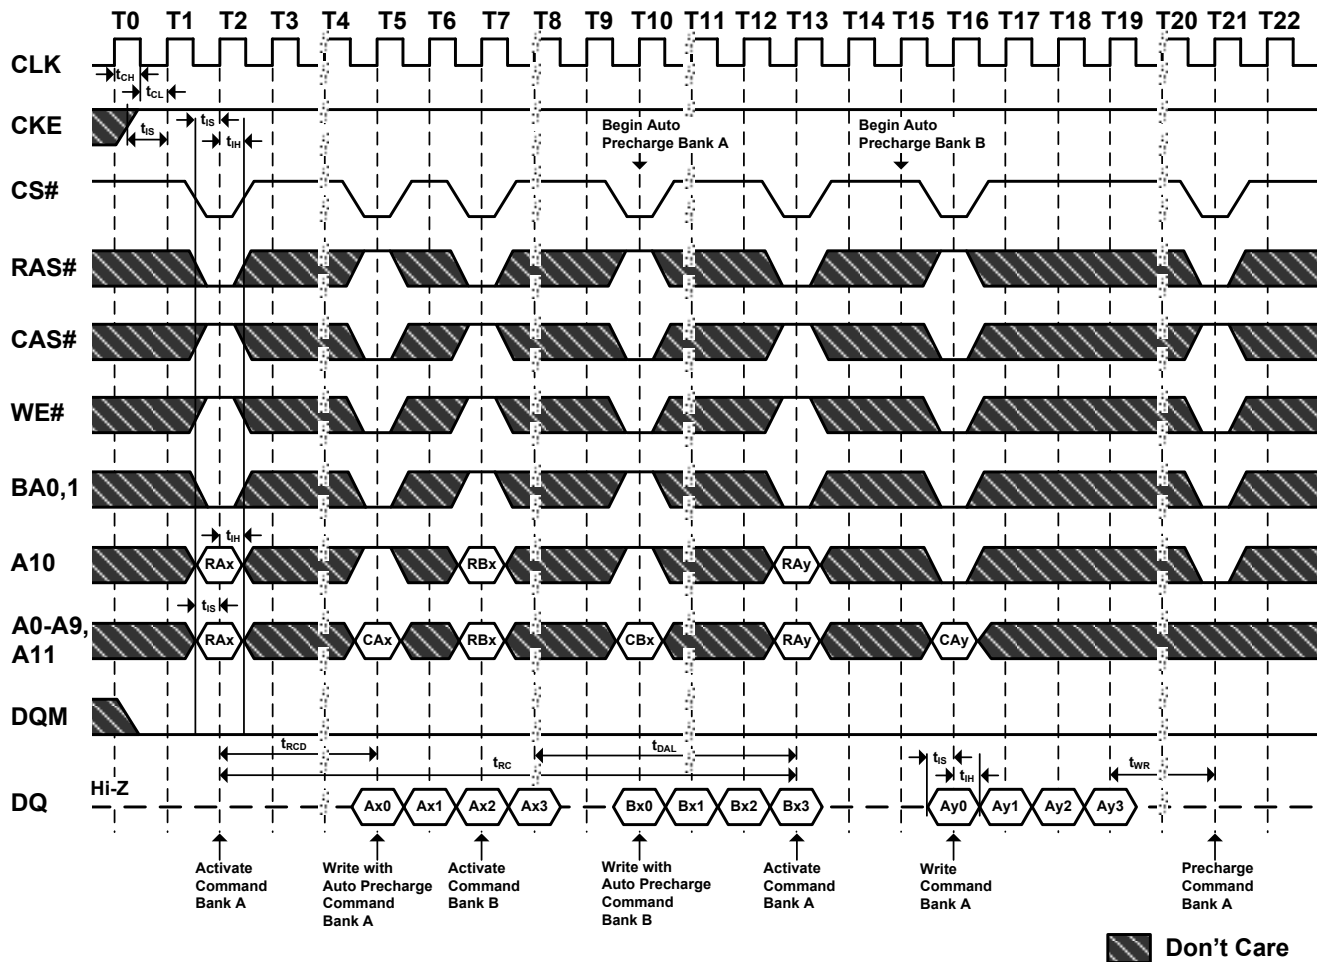 T0 T1 T2 T3 T4 T5 T6 T7 T8 T9 T10 T11 T12 T13 T14 T15 T16 T17 T18 T19 T20 T21 T22
CLK
tCH
tCL
CKE
tIS
tIS
tIH
Begin Auto
Precharge Bank A
Begin Auto
Precharge Bank B
CS#
RAS#
CAS#
WE#
BA0,1
tIH
A10
RAx RBx RAy
tIS
A0-A9,
A11
RAx CAx RBx CBx RAy CAy
DQM
tRCD
tDAL
tRC
tIS
tIH
tWR
Hi-Z
DQ
Ax0 Ax1 Ax2 Ax3 Bx0 Bx1 Bx2 Bx3 Ay0 Ay1 Ay2 Ay3
Activate
Command
Bank A
Write with
Auto Precharge
Command
Bank A
Activate
Command
Bank B
Write with
Auto Precharge
Command
Bank B
Activate
Command
Bank A
Write
Command
Bank A
Precharge
Command
Bank A
Don't Care